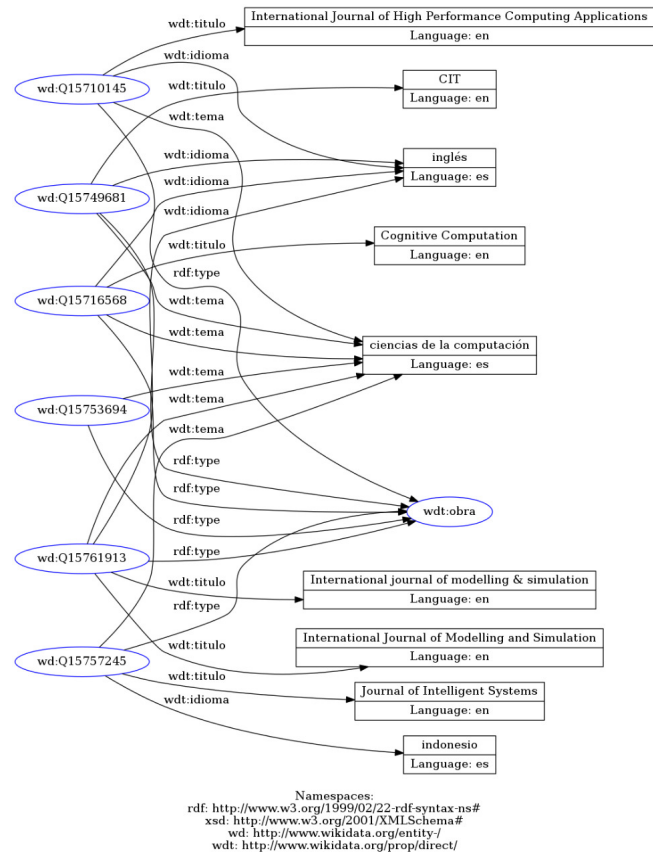 International Journal of High Performance Computing Applications
Language: en
wdt:titulo
wdt:idioma
wd:Q15710145
wdt:titulo
CIT
Language: en
wdt:tema
inglés
Language: es
wdt:idioma
wd:Q15749681
wdt:idioma
Cognitive Computation
Language: en
wdt:titulo
rdf:type
wd:Q15716568
wdt:tema
wdt:tema
ciencias de la computación
Language: es
wdt:tema
wd:Q15753694
wdt:tema
rdf:type
rdf:type
wdt:obra
rdf:type
rdf:type
wd:Q15761913
wdt:titulo
International journal of modelling & simulation
Language: en
rdf:type
wdt:titulo
International Journal of Modelling and Simulation
Language: en
wd:Q15757245
wdt:titulo
Journal of Intelligent Systems
Language: en
wdt:idioma
indonesio
Language: es
Namespaces:
rdf: http://www.w3.org/1999/02/22-rdf-syntax-ns#
xsd: http://www.w3.org/2001/XMLSchema#
wd: http://www.wikidata.org/entity-/
wdt: http://www.wikidata.org/prop/direct/